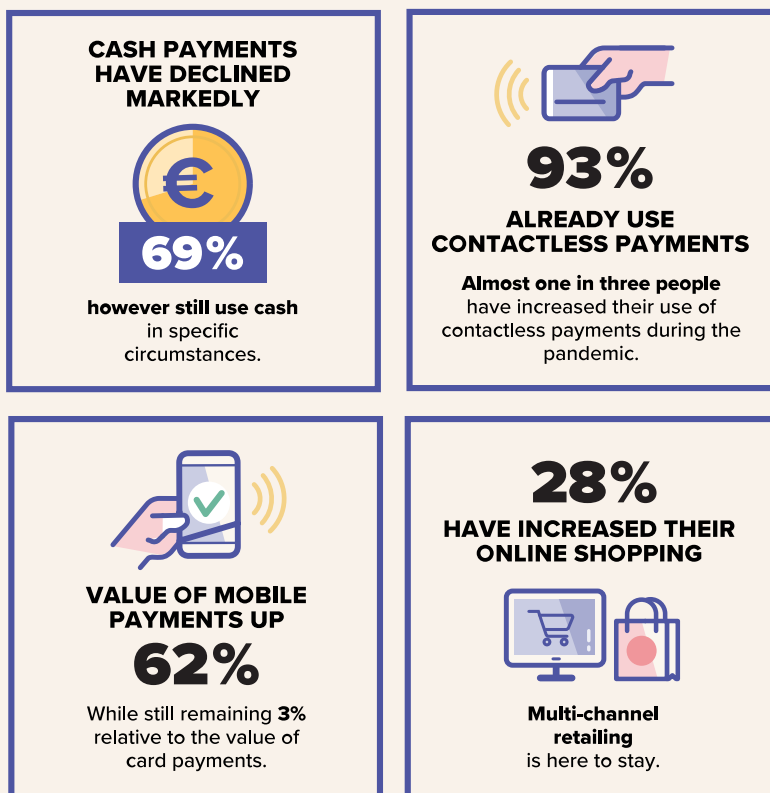 CASH PAYMENTS
HAVE DECLINED
MARKEDLY
€
69%
however still use cash
in specific
circumstances.
93%
ALREADY USE
CONTACTLESS PAYMENTS
Almost one in three people
have increased their use of
contactless payments during the
pandemic.
VALUE OF MOBILE
PAYMENTS UP
62%
While still remaining 3%
relative to the value of
card payments.
28%
HAVE INCREASED THEIR
ONLINE SHOPPING
Multi-channel
retailing
is here to stay.